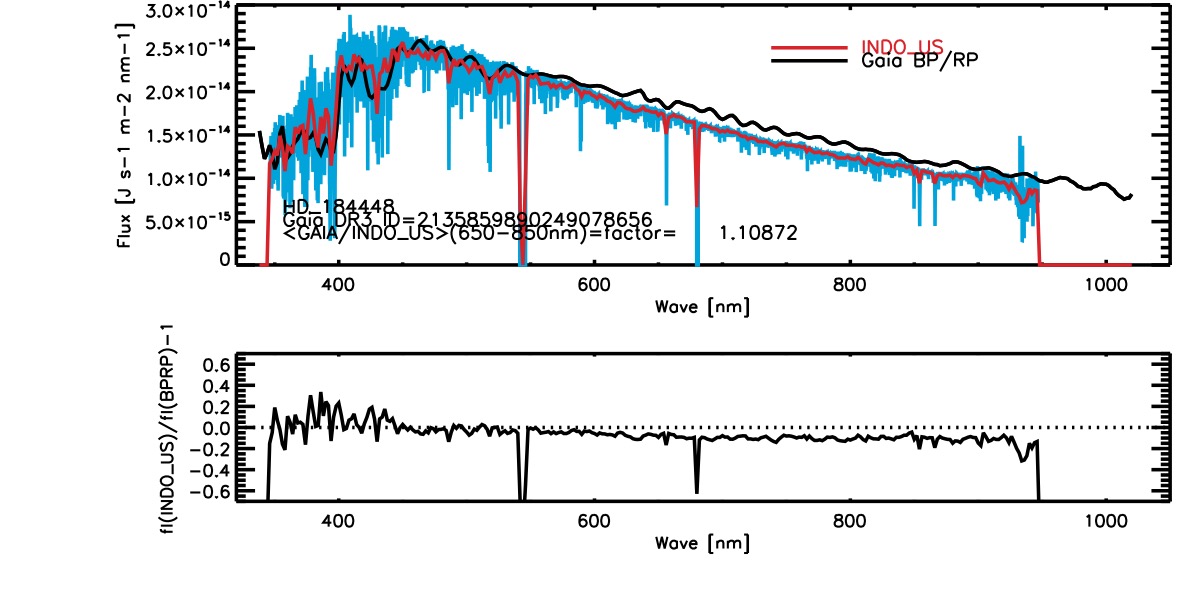 3.0×10⁻¹⁴
2.5×10⁻¹⁴
2.0×10⁻¹⁴
1.5×10⁻¹⁴
1.0×10⁻¹⁴
5.0×10⁻¹⁵
0
Flux [J s−1 m−2 nm−1]
INDO_US
Gaia BP/RP
HD_184448
Gaia DR3 ID=2135859890249078656
<GAIA/INDO_US>(650−850nm)=factor= 1.10872
400 600 800 1000
Wave [nm]
0.6
0.4
0.2
0.0
−0.2
−0.4
−0.6
fl(INDO_US)/fl(BPRP)−1
400 600 800 1000
Wave [nm]